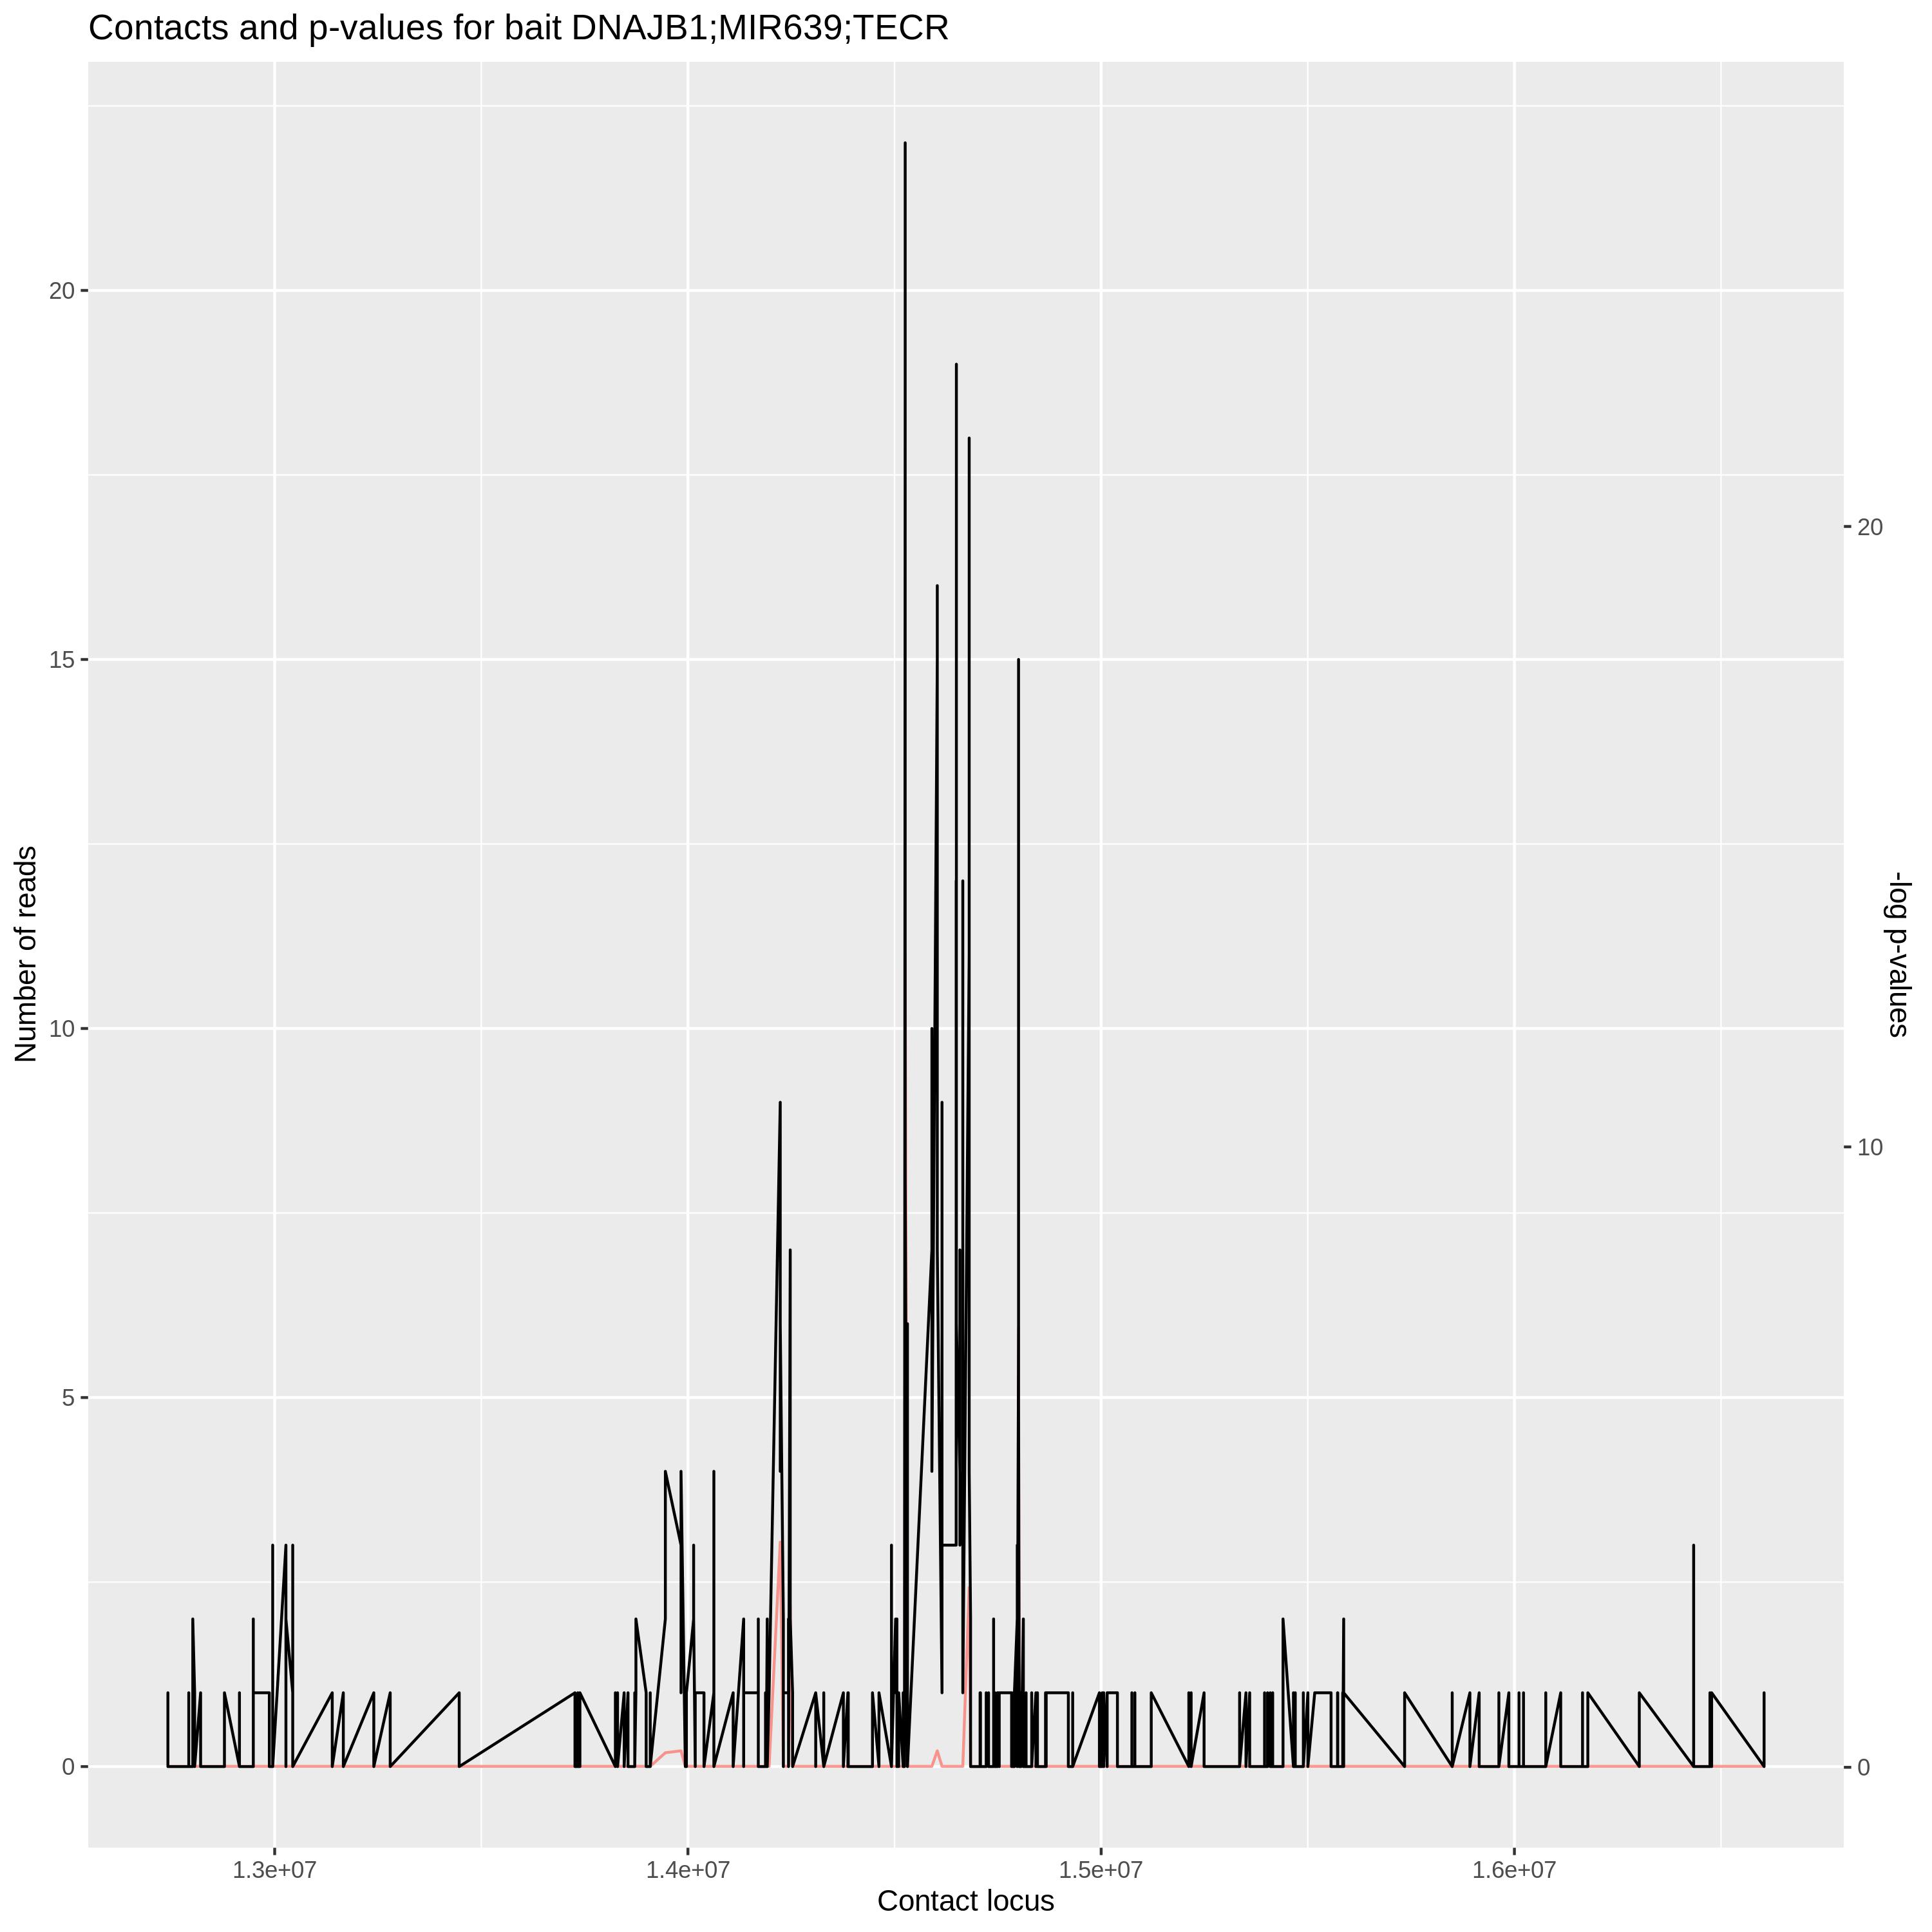 Contacts and p-values for bait DNAJB1;MIR639;TECR
20
15
10
5
0
Number of reads
20
10
0
-log p-values
1.3e+07
1.4e+07
1.5e+07
1.6e+07
Contact locus